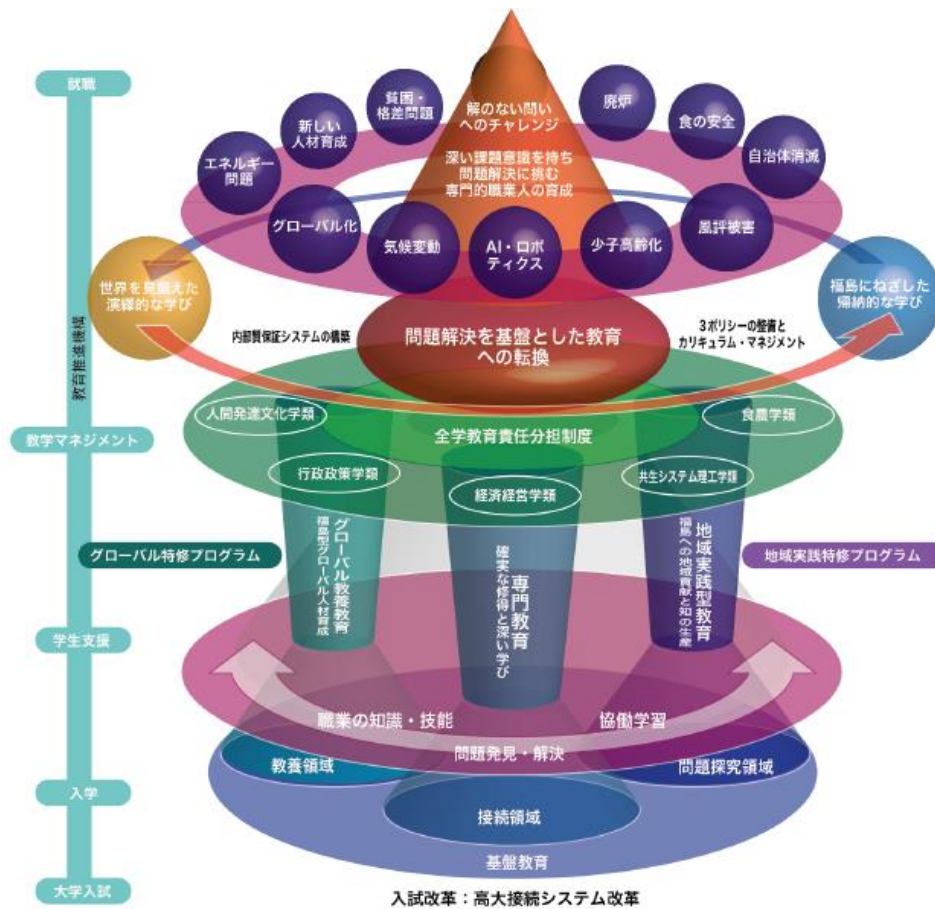 就職
貧困・
格差問題
新しい
人材育成
エネルギー
問題
解のない問い
へのチャレンジ
深い課題意識を持ち
問題解決に挑む
専門的職業人の育成
廃炉
食の安全
自治体消滅
グローバル化
気候変動
AI・ロボ
ティクス
少子高齢化
風評被害
世界を見据えた
演繹的な学び
福島にねざした
帰納的な学び
内部質保証システムの構築
問題解決を基盤とした教育
への転換
3ポリシーの整備と
カリキュラム・マネジメント
教育推進機構
人間発達文化学類
食農学類
教学マネジメント
全学教育責任分担制度
行政政策学類
経済経営学類
共生システム理工学類
グローバル特修プログラム
グローバル教養教育
福島型グローバル人材育成
専門教育
確実な修得と深い学び
地域実践型教育
福島への地域貢献と知の生産
地域実践特修プログラム
学生支援
職業の知識・技能
協働学習
問題発見・解決
教養領域
問題探究領域
入学
接続領域
基盤教育
大学入試
入試改革：高大接続システム改革